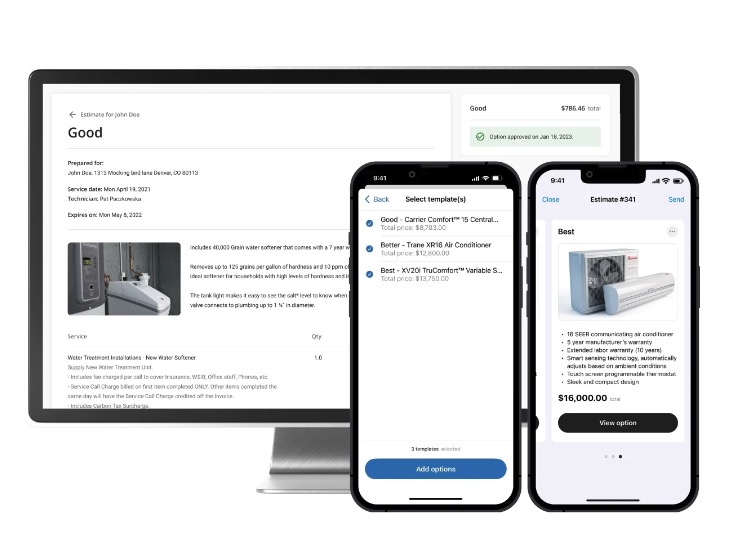 Estimate for John Doe
Good
Prepared for:
John Doe, 1313 Mocking bird lane Denver, CO 80113
Service date: Mon April 19, 2021
Technician: Pat Paczkowska
Expires on: Mon May 8, 2022
Includes 40,000 Grain water softener that comes with a 7 year w
Removes up to 125 grains per gallon of hardness and 10 ppm of
ideal softener for households with high levels of hardness and
The tank light makes it easy to see the salt level to know when
valve connects to plumbing up to 1 ¼" in diameter.
Service Qty
Water Treatment Installations - New Water Softener 1.0
Supply New Water Treatment Unit.
- Includes fee charged per call to cover Insurance, WSIB, Office staff, Phones, etc.
- Service Call Charge billed on first item completed ONLY. Other items completed the
same day will have the Service Call Charge credited off the invoice.
- Includes Carbon Tax Surcharge.
Good $786.46 total
Option approved on Jan 18, 2023.
9:41
Back Select template(s)
Good - Carrier Comfort™ 15 Central...
Total price: $8,783.00
Better - Trane XR16 Air Conditioner
Total price: $12,800.00
Best - XV20i TruComfort™ Variable S...
Total price: $13,750.00
3 templates selected
Add options
9:41
Close Estimate #341 Send
Best
• 16 SEER communicating air conditioner
• 5 year manufacturer's warranty
• Extended labor warranty (10 years)
• Smart sensing technology, automatically
adjusts based on ambient conditions
• Touch screen programmable thermostat
• Sleek and compact design
$16,000.00 total
View option